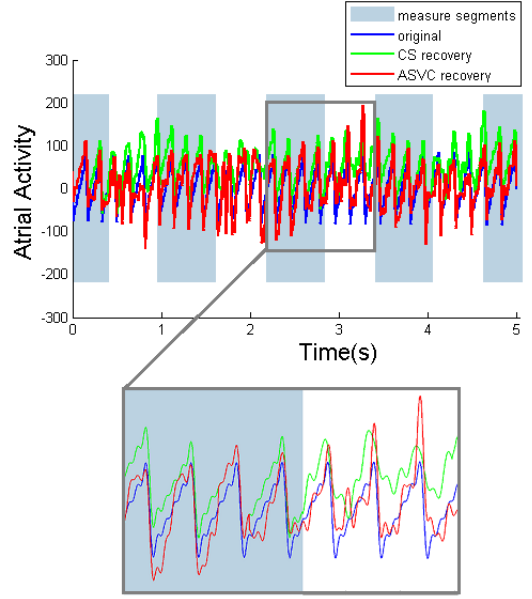 measure segments
original
CS recovery
ASVC recovery
300
200
100
0
-100
-200
-300
Atrial Activity
0 1 2 3 4 5
Time(s)